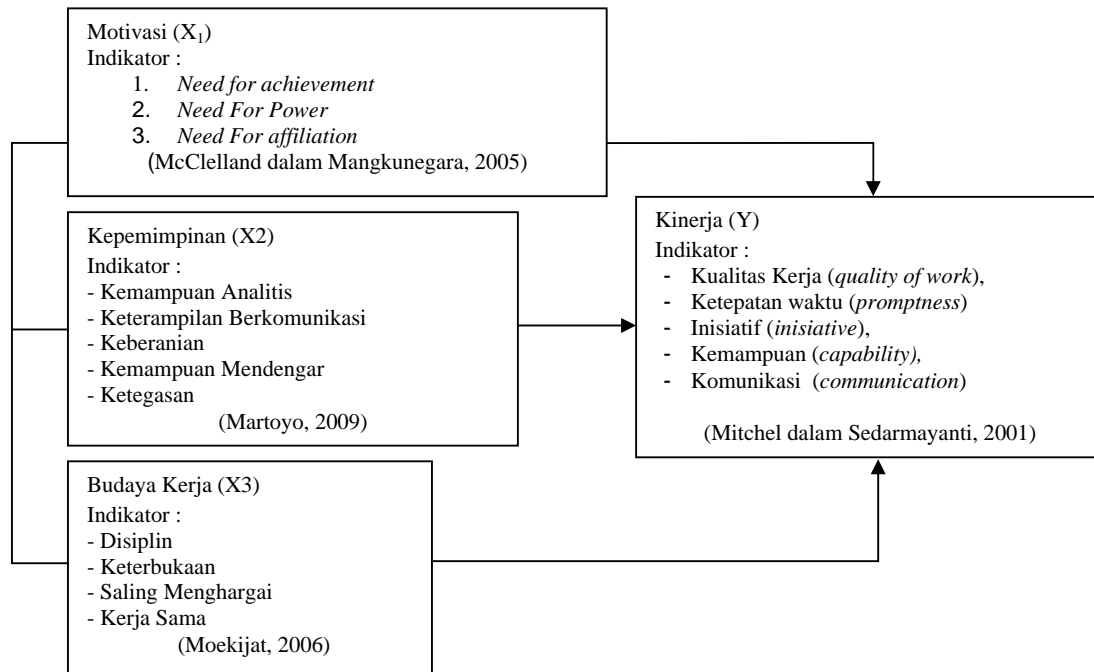 Motivasi (X1)
Indikator :
1. Need for achievement
2. Need For Power
3. Need For affiliation
(McClelland dalam Mangkunegara, 2005)
Kepemimpinan (X2)
Indikator :
- Kemampuan Analitis
- Keterampilan Berkomunikasi
- Keberanian
- Kemampuan Mendengar
- Ketegasan
(Martoyo, 2009)
Budaya Kerja (X3)
Indikator :
- Disiplin
- Keterbukaan
- Saling Menghargai
- Kerja Sama
(Moekijat, 2006)
Kinerja (Y)
Indikator :
- Kualitas Kerja (quality of work),
- Ketepatan waktu (promptness)
- Inisiatif (inisiative),
- Kemampuan (capability),
- Komunikasi (communication)
(Mitchel dalam Sedarmayanti, 2001)